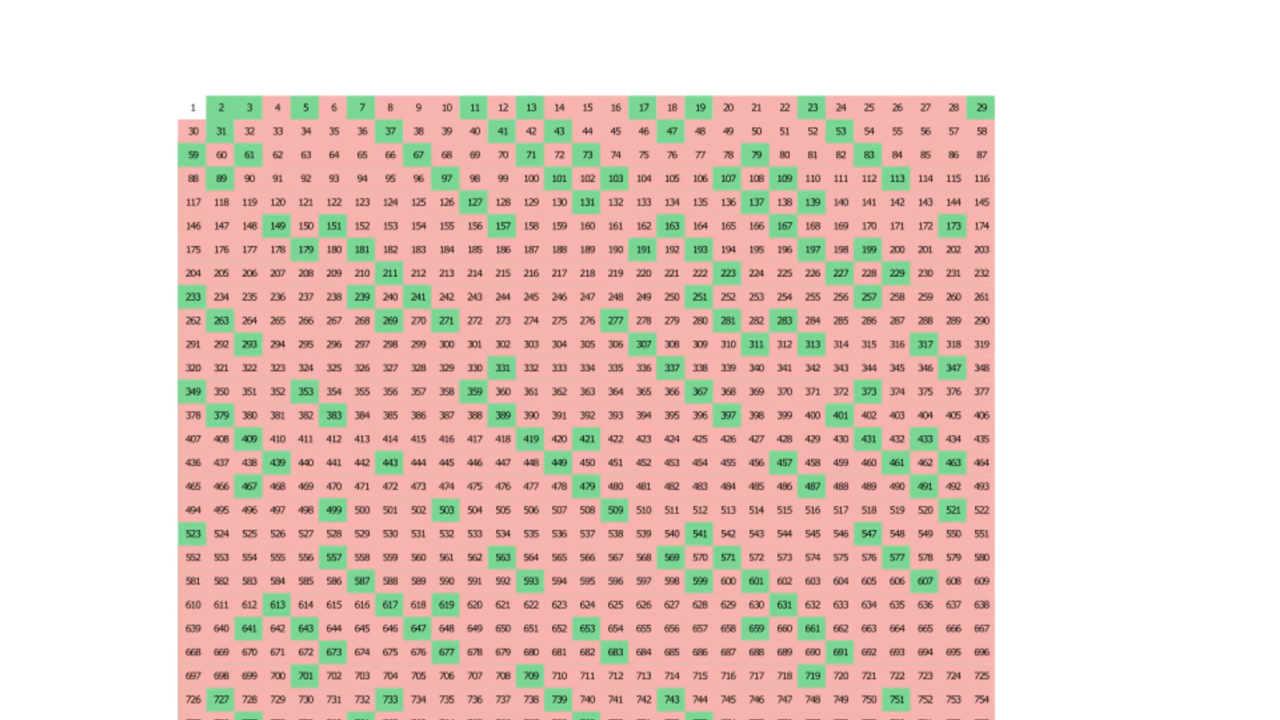 1 2 3 4 5 6 7 8 9 10 11 12 13 14 15 16 17 18 19 20 21 22 23 24 25 26 27 28 29
30 31 32 33 34 35 36 37 38 39 40 41 42 43 44 45 46 47 48 49 50 51 52 53 54 55 56 57 58
59 60 61 62 63 64 65 66 67 68 69 70 71 72 73 74 75 76 77 78 79 80 81 82 83 84 85 86 87
88 89 90 91 92 93 94 95 96 97 98 99 100 101 102 103 104 105 106 107 108 109 110 111 112 113 114 115 116
117 118 119 120 121 122 123 124 125 126 127 128 129 130 131 132 133 134 135 136 137 138 139 140 141 142 143 144 145
146 147 148 149 150 151 152 153 154 155 156 157 158 159 160 161 162 163 164 165 166 167 168 169 170 171 172 173 174
175 176 177 178 179 180 181 182 183 184 185 186 187 188 189 190 191 192 193 194 195 196 197 198 199 200 201 202 203
204 205 206 207 208 209 210 211 212 213 214 215 216 217 218 219 220 221 222 223 224 225 226 227 228 229 230 231 232
233 234 235 236 237 238 239 240 241 242 243 244 245 246 247 248 249 250 251 252 253 254 255 256 257 258 259 260 261
262 263 264 265 266 267 268 269 270 271 272 273 274 275 276 277 278 279 280 281 282 283 284 285 286 287 288 289 290
291 292 293 294 295 296 297 298 299 300 301 302 303 304 305 306 307 308 309 310 311 312 313 314 315 316 317 318 319
320 321 322 323 324 325 326 327 328 329 330 331 332 333 334 335 336 337 338 339 340 341 342 343 344 345 346 347 348
349 350 351 352 353 354 355 356 357 358 359 360 361 362 363 364 365 366 367 368 369 370 371 372 373 374 375 376 377
378 379 380 381 382 383 384 385 386 387 388 389 390 391 392 393 394 395 396 397 398 399 400 401 402 403 404 405 406
407 408 409 410 411 412 413 414 415 416 417 418 419 420 421 422 423 424 425 426 427 428 429 430 431 432 433 434 435
436 437 438 439 440 441 442 443 444 445 446 447 448 449 450 451 452 453 454 455 456 457 458 459 460 461 462 463 464
465 466 467 468 469 470 471 472 473 474 475 476 477 478 479 480 481 482 483 484 485 486 487 488 489 490 491 492 493
494 495 496 497 498 499 500 501 502 503 504 505 506 507 508 509 510 511 512 513 514 515 516 517 518 519 520 521 522
523 524 525 526 527 528 529 530 531 532 533 534 535 536 537 538 539 540 541 542 543 544 545 546 547 548 549 550 551
552 553 554 555 556 557 558 559 560 561 562 563 564 565 566 567 568 569 570 571 572 573 574 575 576 577 578 579 580
581 582 583 584 585 586 587 588 589 590 591 592 593 594 595 596 597 598 599 600 601 602 603 604 605 606 607 608 609
610 611 612 613 614 615 616 617 618 619 620 621 622 623 624 625 626 627 628 629 630 631 632 633 634 635 636 637 638
639 640 641 642 643 644 645 646 647 648 649 650 651 652 653 654 655 656 657 658 659 660 661 662 663 664 665 666 667
668 669 670 671 672 673 674 675 676 677 678 679 680 681 682 683 684 685 686 687 688 689 690 691 692 693 694 695 696
697 698 699 700 701 702 703 704 705 706 707 708 709 710 711 712 713 714 715 716 717 718 719 720 721 722 723 724 725
726 727 728 729 730 731 732 733 734 735 736 737 738 739 740 741 742 743 744 745 746 747 748 749 750 751 752 753 754